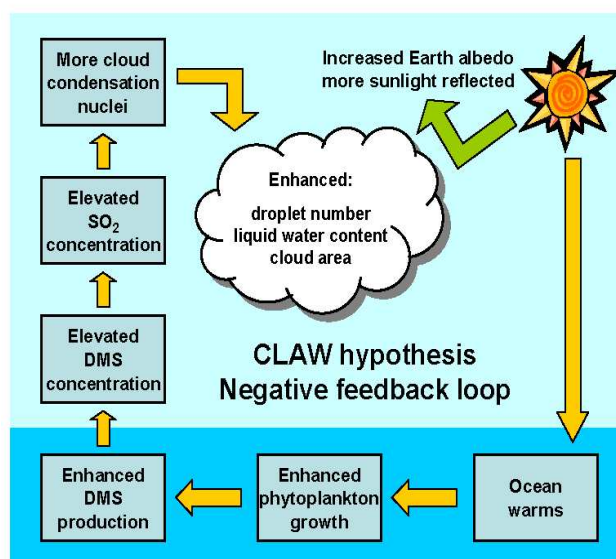 More cloud
condensation
nuclei
Increased Earth albedo
more sunlight reflected
Enhanced:
droplet number
liquid water content
cloud area
Elevated
SO₂
concentration
Elevated
DMS
concentration
CLAW hypothesis
Negative feedback loop
Enhanced
DMS
production
Enhanced
phytoplankton
growth
Ocean
warms